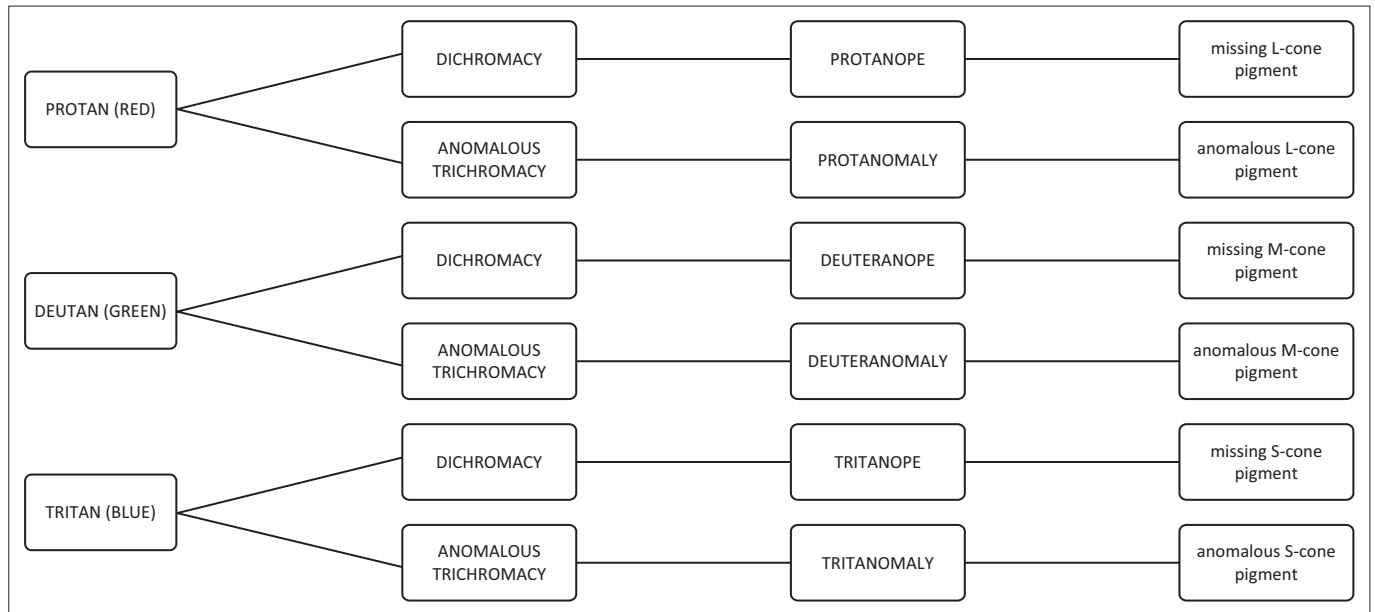 PROTAN (RED)
DICHROMACY
PROTANOPE
missing L-cone
pigment
ANOMALOUS
TRICHROMACY
PROTANOMALY
anomalous L-cone
pigment
DEUTAN (GREEN)
DICHROMACY
DEUTERANOPE
missing M-cone
pigment
ANOMALOUS
TRICHROMACY
DEUTERANOMALY
anomalous M-cone
pigment
TRITAN (BLUE)
DICHROMACY
TRITANOPE
missing S-cone
pigment
ANOMALOUS
TRICHROMACY
TRITANOMALY
anomalous S-cone
pigment